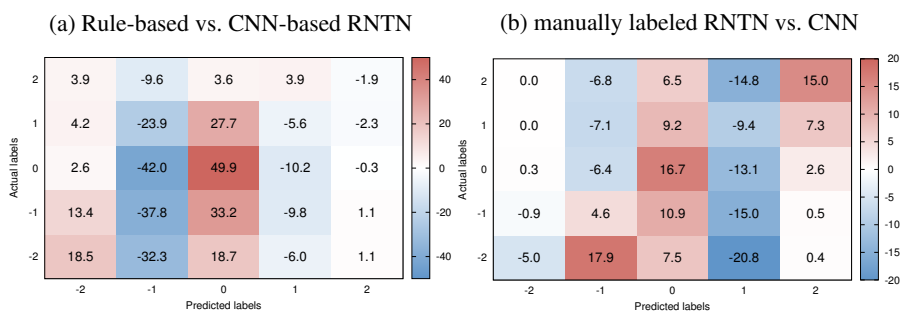 (a) Rule-based vs. CNN-based RNTN
(b) manually labeled RNTN vs. CNN
Actual labels
2 3.9 -9.6 3.6 3.9 -1.9
1 4.2 -23.9 27.7 -5.6 -2.3
0 2.6 -42.0 49.9 -10.2 -0.3
-1 13.4 -37.8 33.2 -9.8 1.1
-2 18.5 -32.3 18.7 -6.0 1.1
-2 -1 0 1 2
Predicted labels
40
20
0
-20
-40
Actual labels
2 0.0 -6.8 6.5 -14.8 15.0
1 0.0 -7.1 9.2 -9.4 7.3
0 0.3 -6.4 16.7 -13.1 2.6
-1 -0.9 4.6 10.9 -15.0 0.5
-2 -5.0 17.9 7.5 -20.8 0.4
-2 -1 0 1 2
Predicted labels
20
15
10
5
0
-5
-10
-15
-20